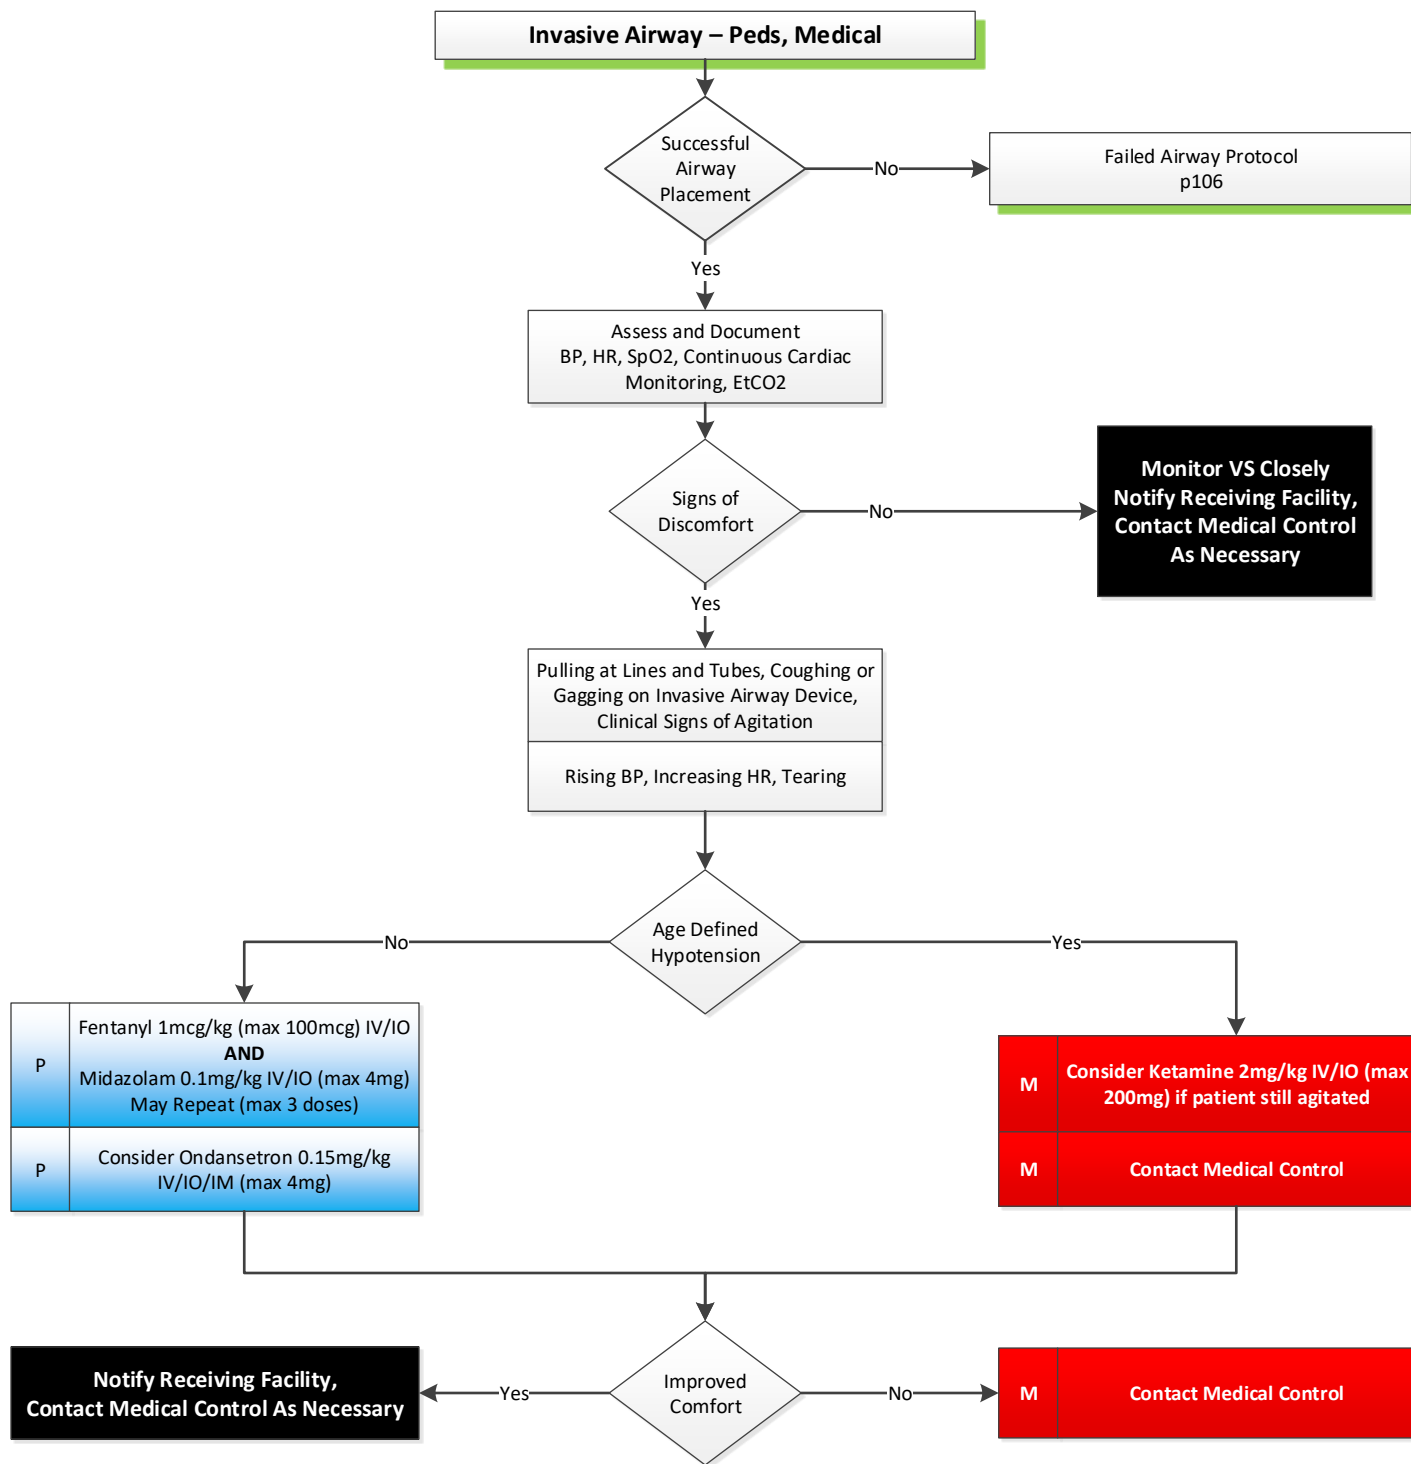 Invasive Airway – Peds, Medical
Successful
Airway
Placement
No
Failed Airway Protocol
p106
Yes
Assess and Document
BP, HR, SpO2, Continuous Cardiac
Monitoring, EtCO2
Signs of
Discomfort
No
Monitor VS Closely
Notify Receiving Facility,
Contact Medical Control
As Necessary
Yes
Pulling at Lines and Tubes, Coughing or
Gagging on Invasive Airway Device,
Clinical Signs of Agitation
Rising BP, Increasing HR, Tearing
Age Defined
Hypotension
No
Yes
P
Fentanyl 1mcg/kg (max 100mcg) IV/IO
AND
Midazolam 0.1mg/kg IV/IO (max 4mg)
May Repeat (max 3 doses)
P
Consider Ondansetron 0.15mg/kg
IV/IO/IM (max 4mg)
M
Consider Ketamine 2mg/kg IV/IO (max
200mg) if patient still agitated
M
Contact Medical Control
Improved
Comfort
Yes
Notify Receiving Facility,
Contact Medical Control As Necessary
No
M
Contact Medical Control